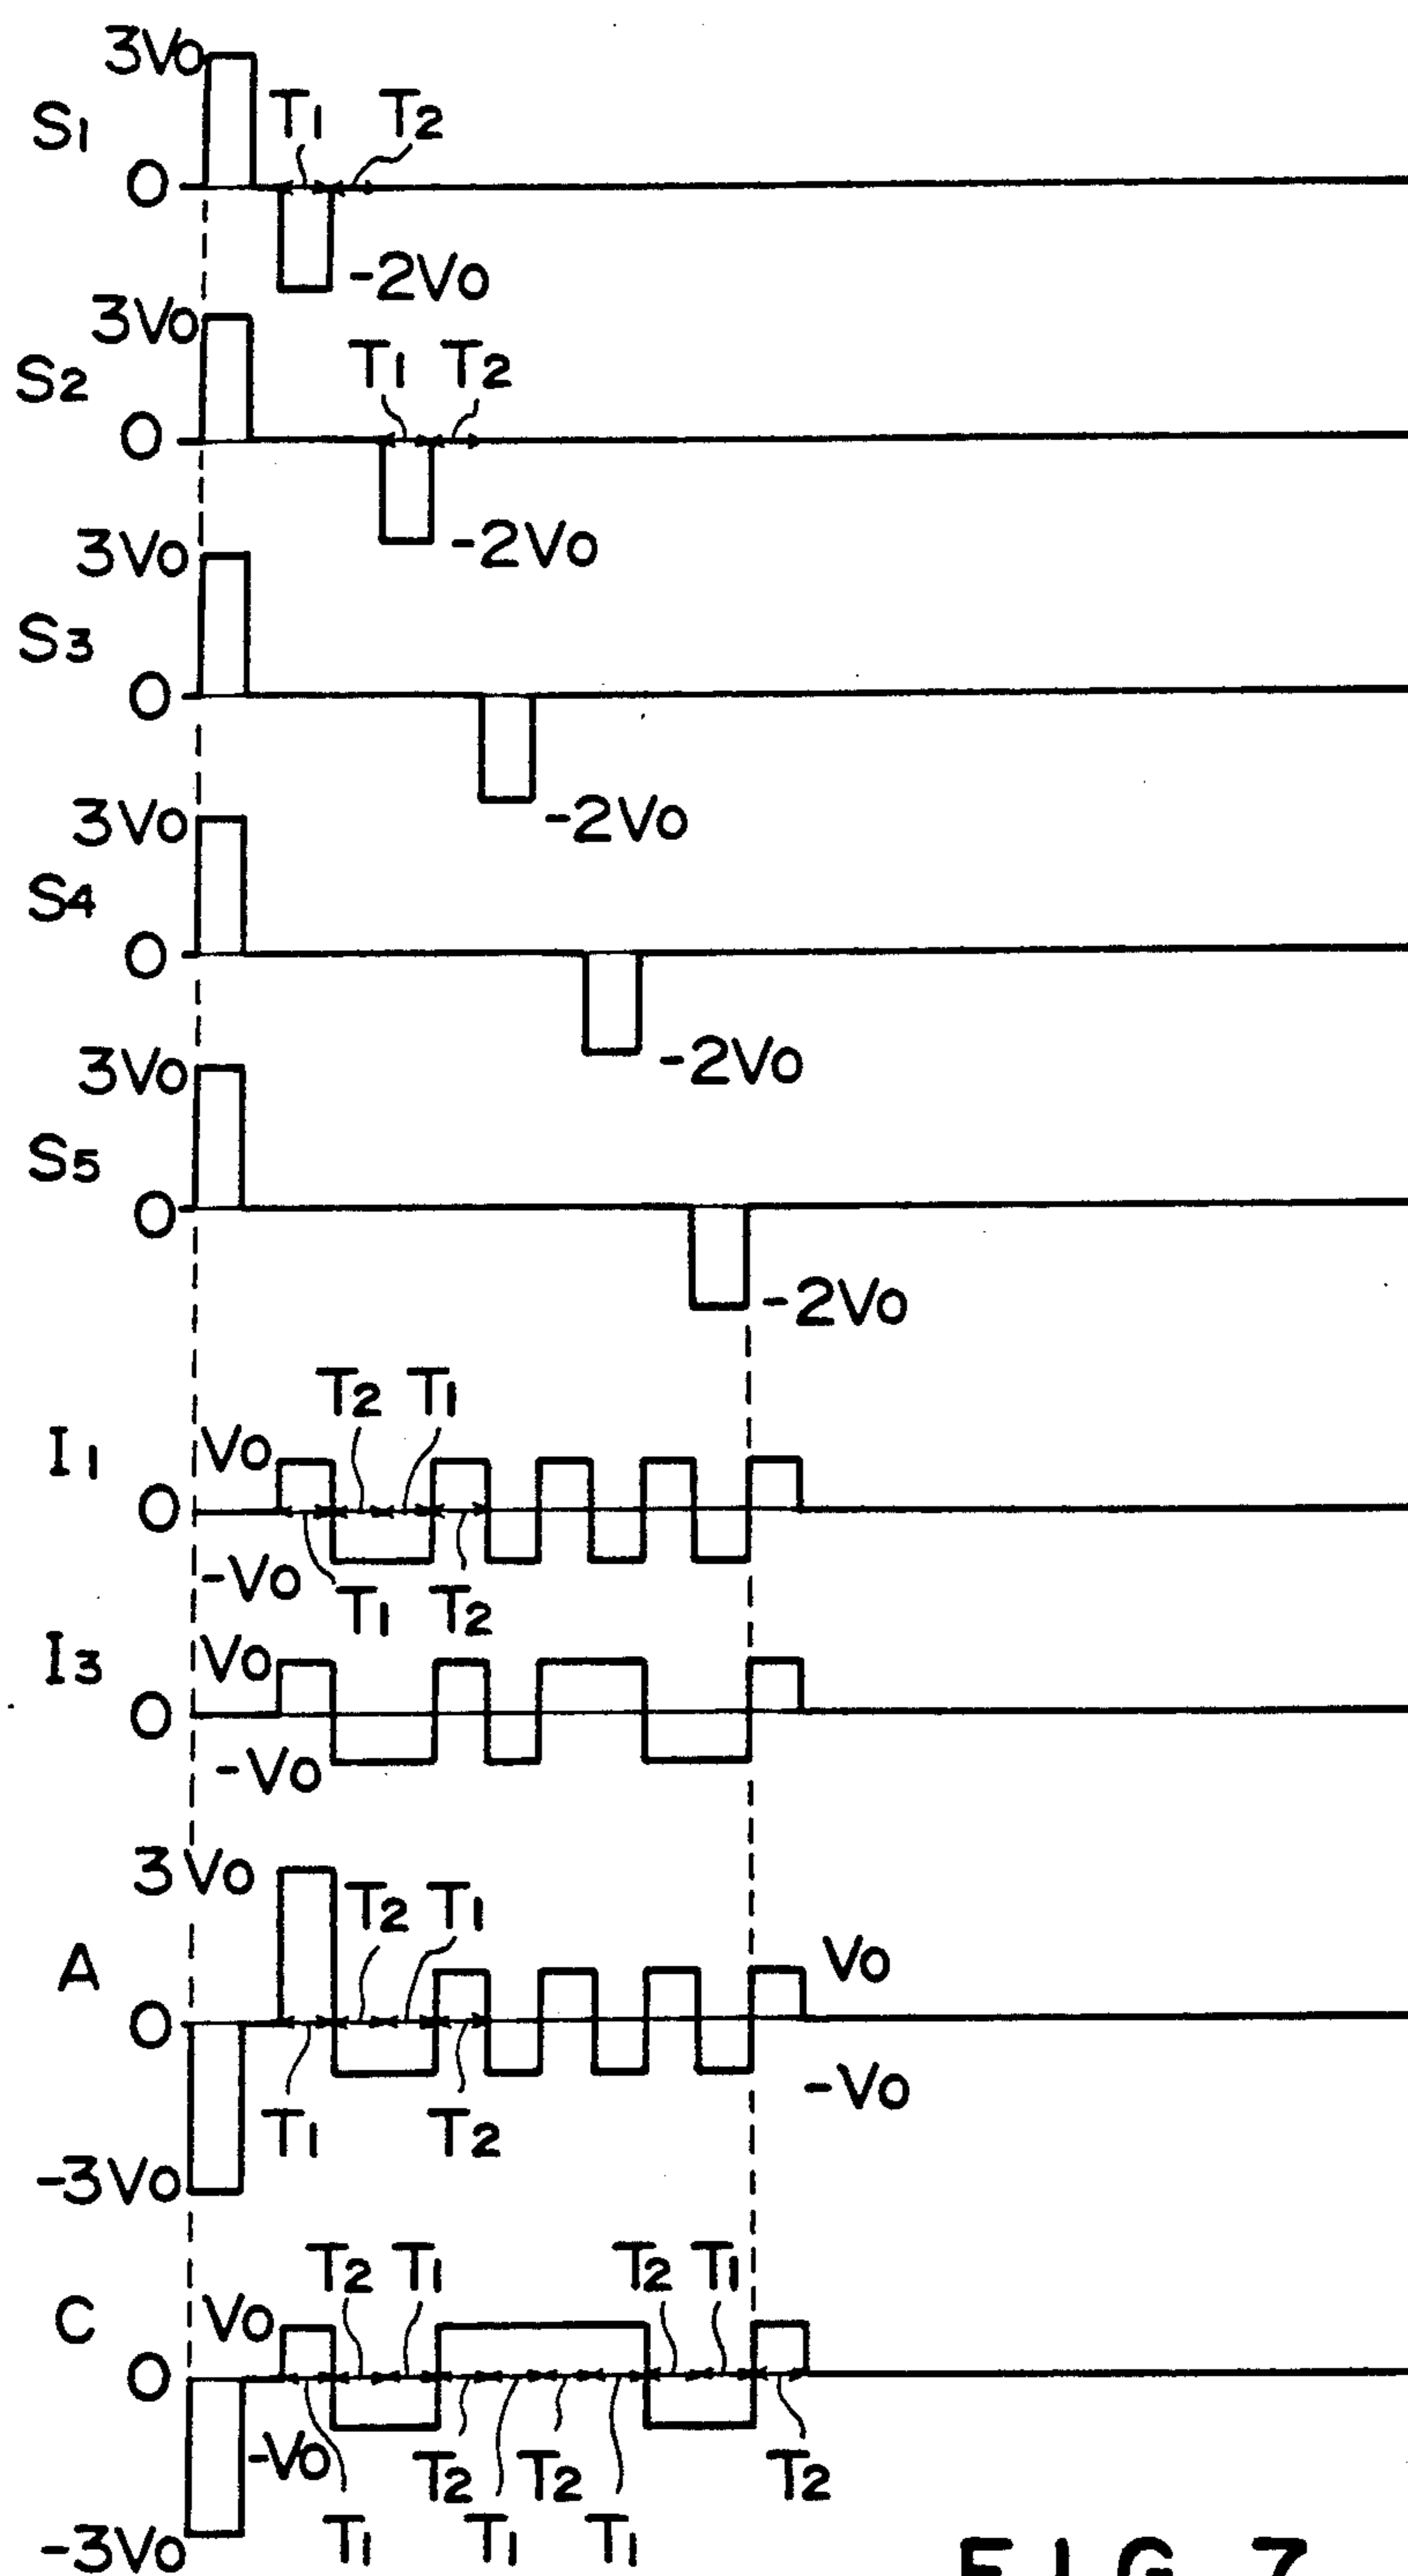 3Vo
T1 T2
S1
0
-2Vo
3Vo
T1 T2
S2
0
-2Vo
3Vo
S3
0
-2Vo
3Vo
S4
0
-2Vo
3Vo
S5
0
-2Vo
T2 T1
I1 Vo
0
-Vo
T1 T2
I3 Vo
0
-Vo
3Vo
T2 T1
A Vo
0
-Vo
T1 T2
-3Vo
T2 T1 T2 T1
C Vo
0
-Vo
T2 T2 T2
T1 T1 T1
-3Vo
FIG. 7